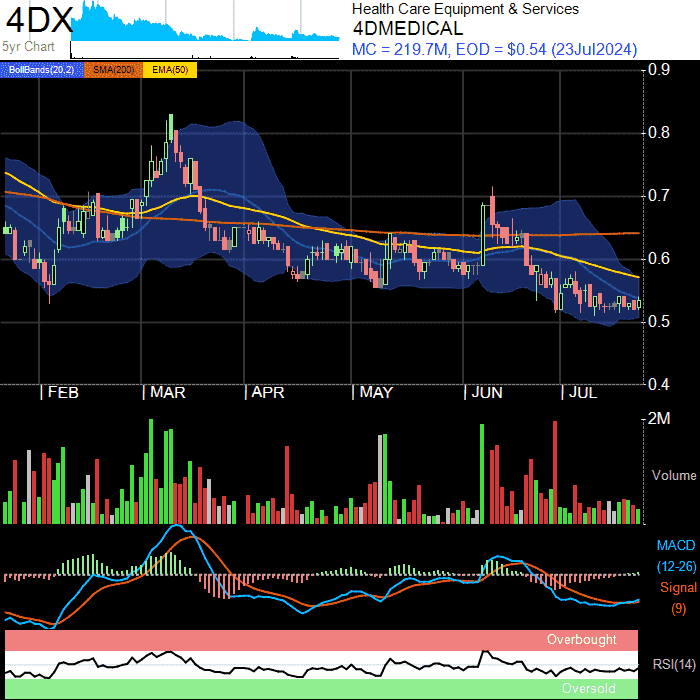 4DX
5yr Chart
Health Care Equipment & Services
4DMEDICAL
MC = 219.7M, EOD = $0.54 (23Jul2024)
BollBands(20,2) SMA(200) EMA(50)
0.9
0.8
0.7
0.6
0.5
0.4
FEB MAR APR MAY JUN JUL
2M
Volume
MACD
(12-26)
Signal
(9)
Overbought
RSI(14)
Oversold